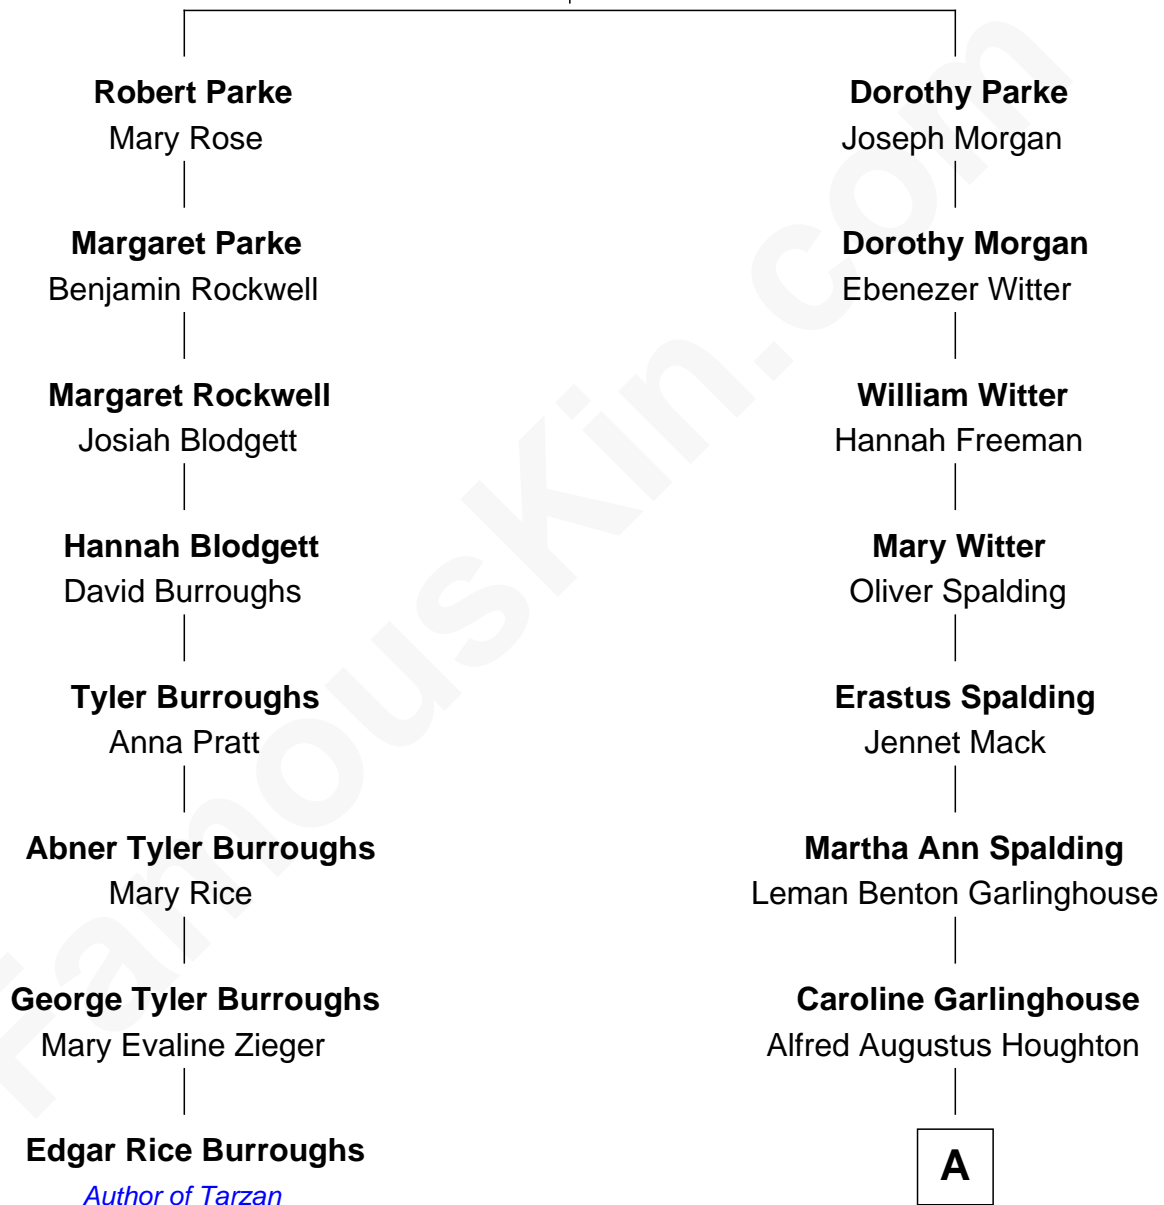 Robert Parke
Mary Rose
Margaret Parke
Benjamin Rockwell
Margaret Rockwell
Josiah Blodgett
Hannah Blodgett
David Burroughs
Tyler Burroughs
Anna Pratt
Abner Tyler Burroughs
Mary Rice
George Tyler Burroughs
Mary Evaline Zieger
Edgar Rice Burroughs
Author of Tarzan
Dorothy Parke
Joseph Morgan
Dorothy Morgan
Ebenezer Witter
William Witter
Hannah Freeman
Mary Witter
Oliver Spalding
Erastus Spalding
Jennet Mack
Martha Ann Spalding
Leman Benton Garlinghouse
Caroline Garlinghouse
Alfred Augustus Houghton
A
FamousKin.com